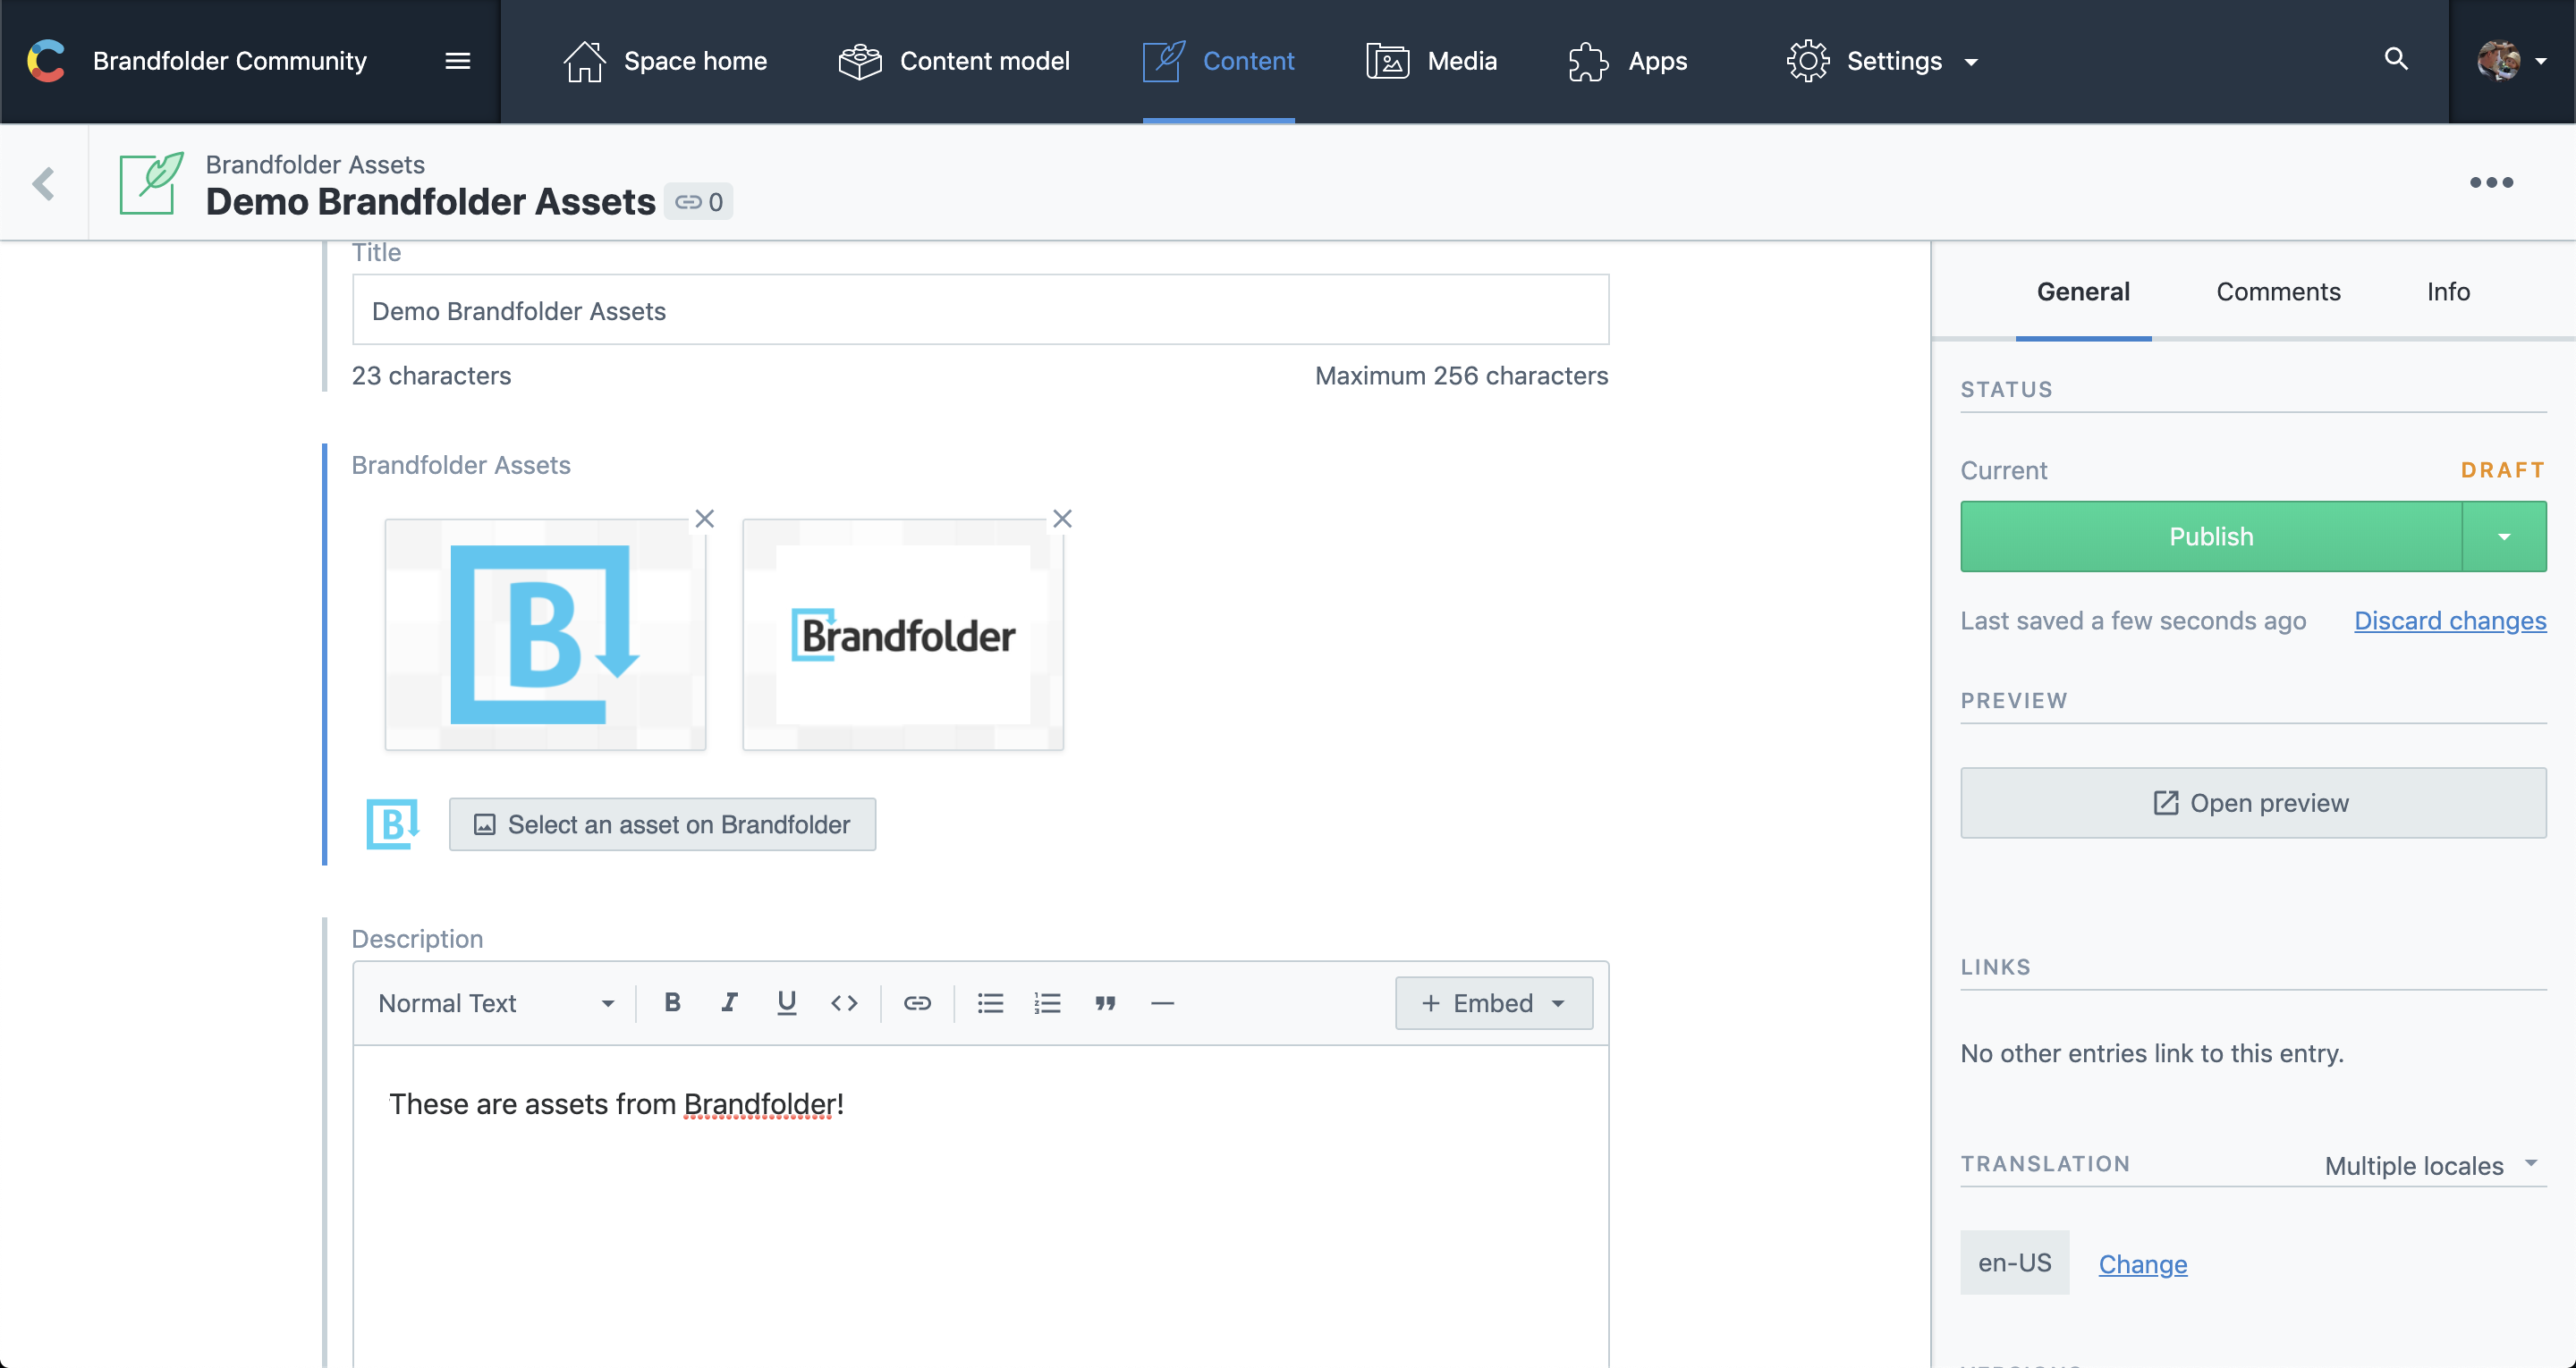 Brandfolder Community
Space home
Content model
Content
Media
Apps
Settings
Brandfolder Assets
Demo Brandfolder Assets 0
Title
Demo Brandfolder Assets
23 characters
Maximum 256 characters
Brandfolder Assets
B
Brandfolder
B
Select an asset on Brandfolder
Description
Normal Text
B I U <>
+ Embed
These are assets from Brandfolder!
General
Comments
Info
STATUS
Current
DRAFT
Publish
Last saved a few seconds ago
Discard changes
PREVIEW
Open preview
LINKS
No other entries link to this entry.
TRANSLATION
Multiple locales
en-US
Change